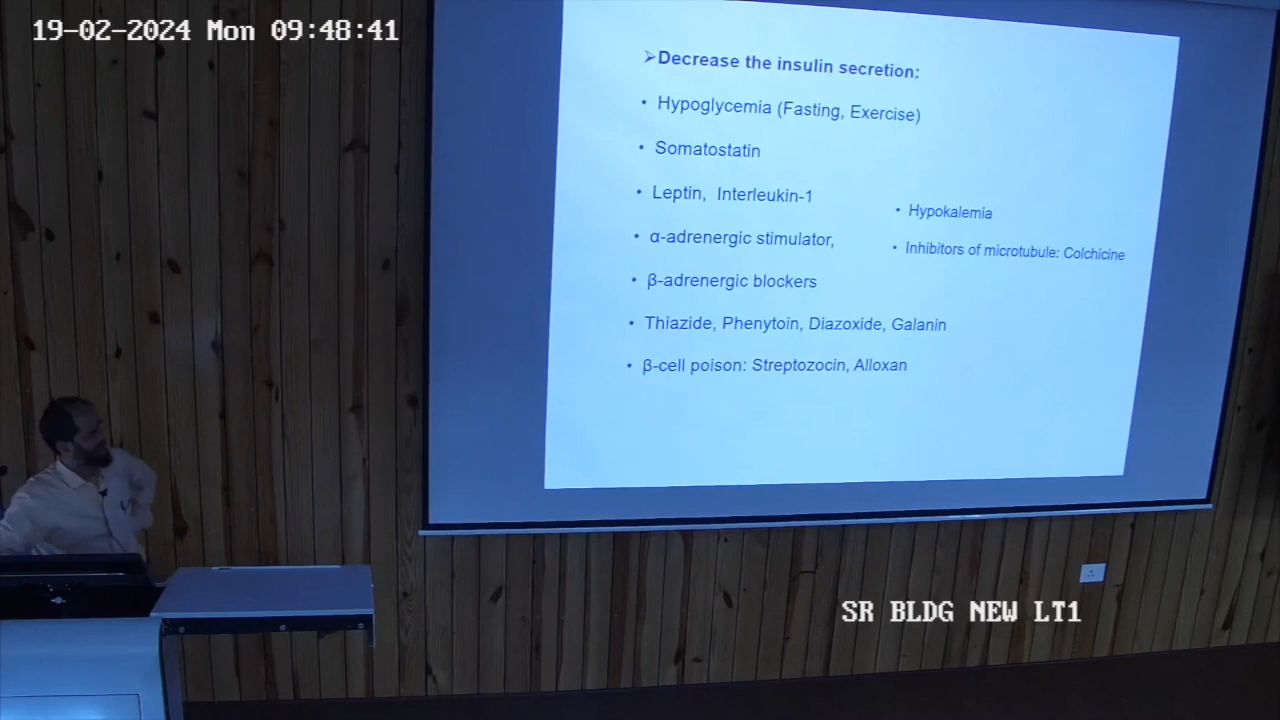 19-02-2024 Mon 09:48:41
➢Decrease the insulin secretion:
• Hypoglycemia (Fasting, Exercise)
• Somatostatin
• Leptin, Interleukin-1
• α-adrenergic stimulator,
• β-adrenergic blockers
• Thiazide, Phenytoin, Diazoxide, Galanin
• β-cell poison: Streptozocin, Alloxan
• Hypokalemia
• Inhibitors of microtubule: Colchicine
SR BLDG NEW LT1